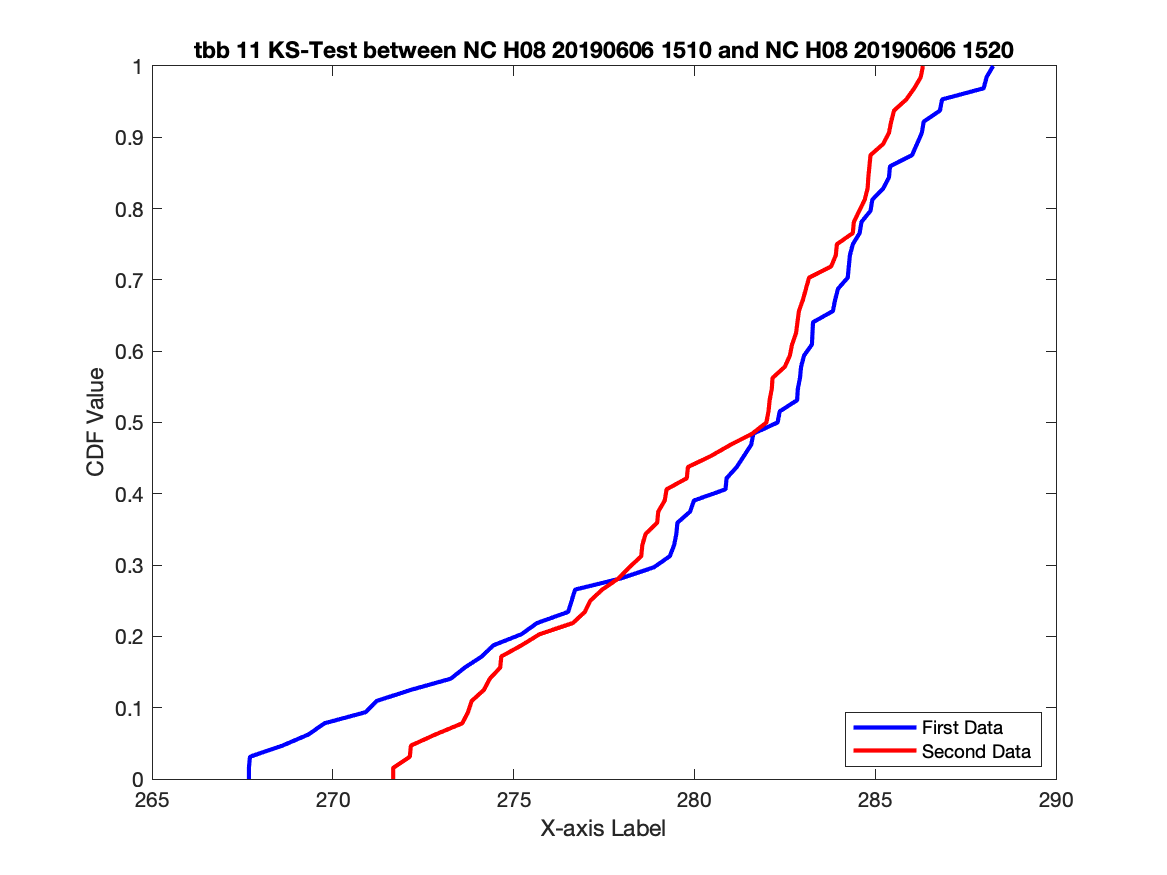 tbb 11 KS-Test between NC H08 20190606 1510 and NC H08 20190606 1520
1
0.9
0.8
0.7
0.6
0.5
0.4
0.3
0.2
0.1
0
CDF Value
265 270 275 280 285 290
X-axis Label
First Data
Second Data